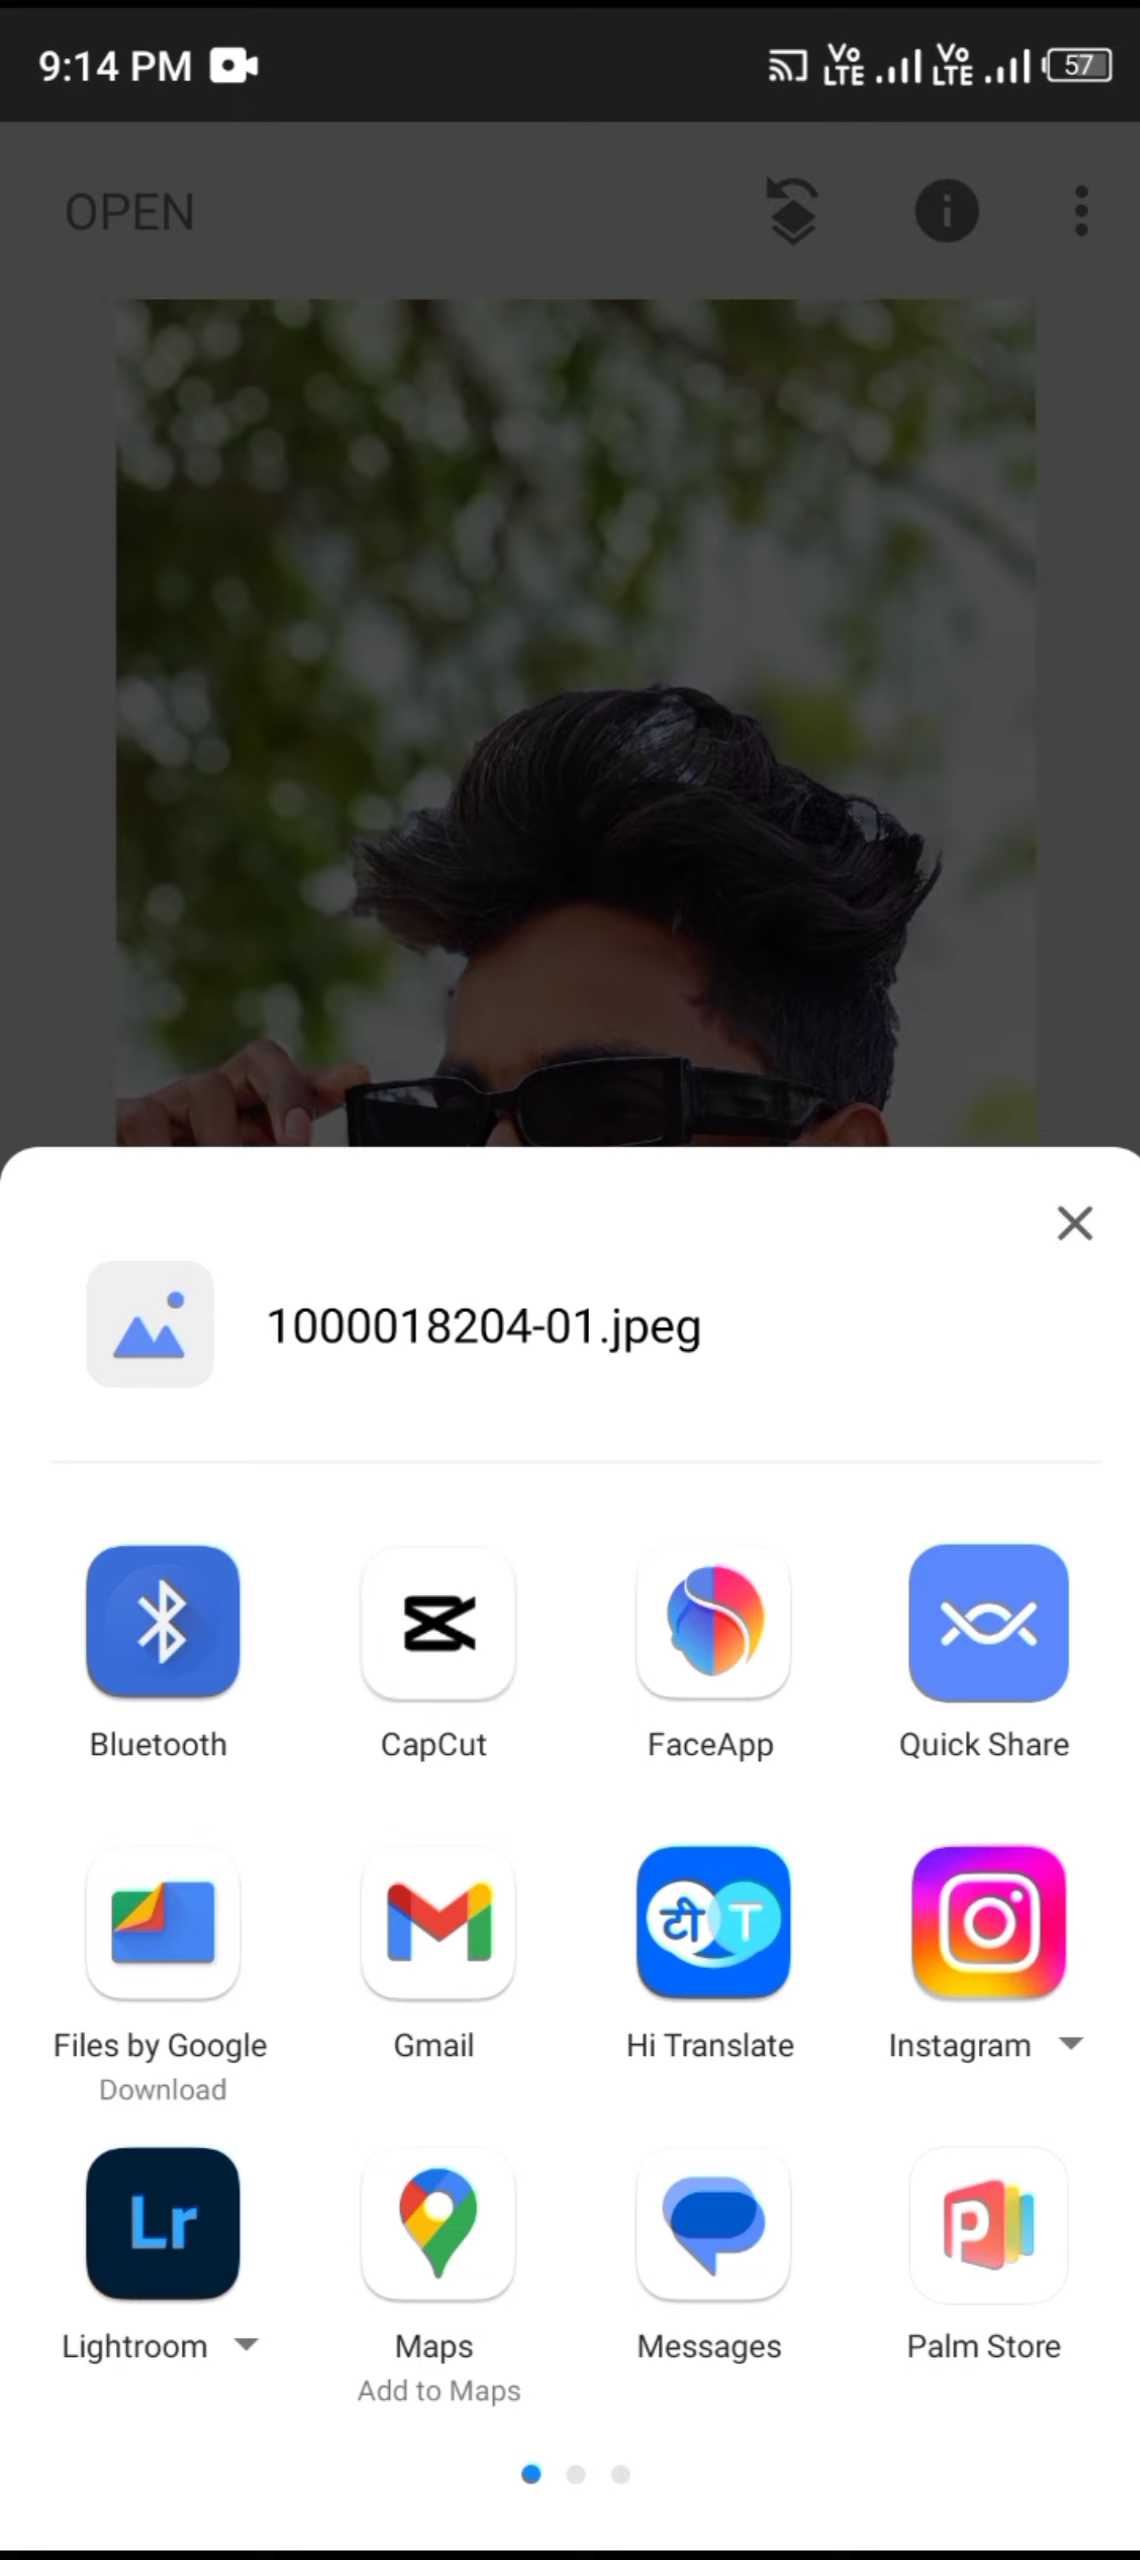 9:14 PM
Vo LTE
Vo LTE
57
OPEN
1000018204-01.jpeg
Bluetooth
CapCut
FaceApp
Quick Share
टी T
Files by Google
Download
Gmail
Hi Translate
Instagram
Lr
P
Lightroom
Maps
Add to Maps
Messages
Palm Store